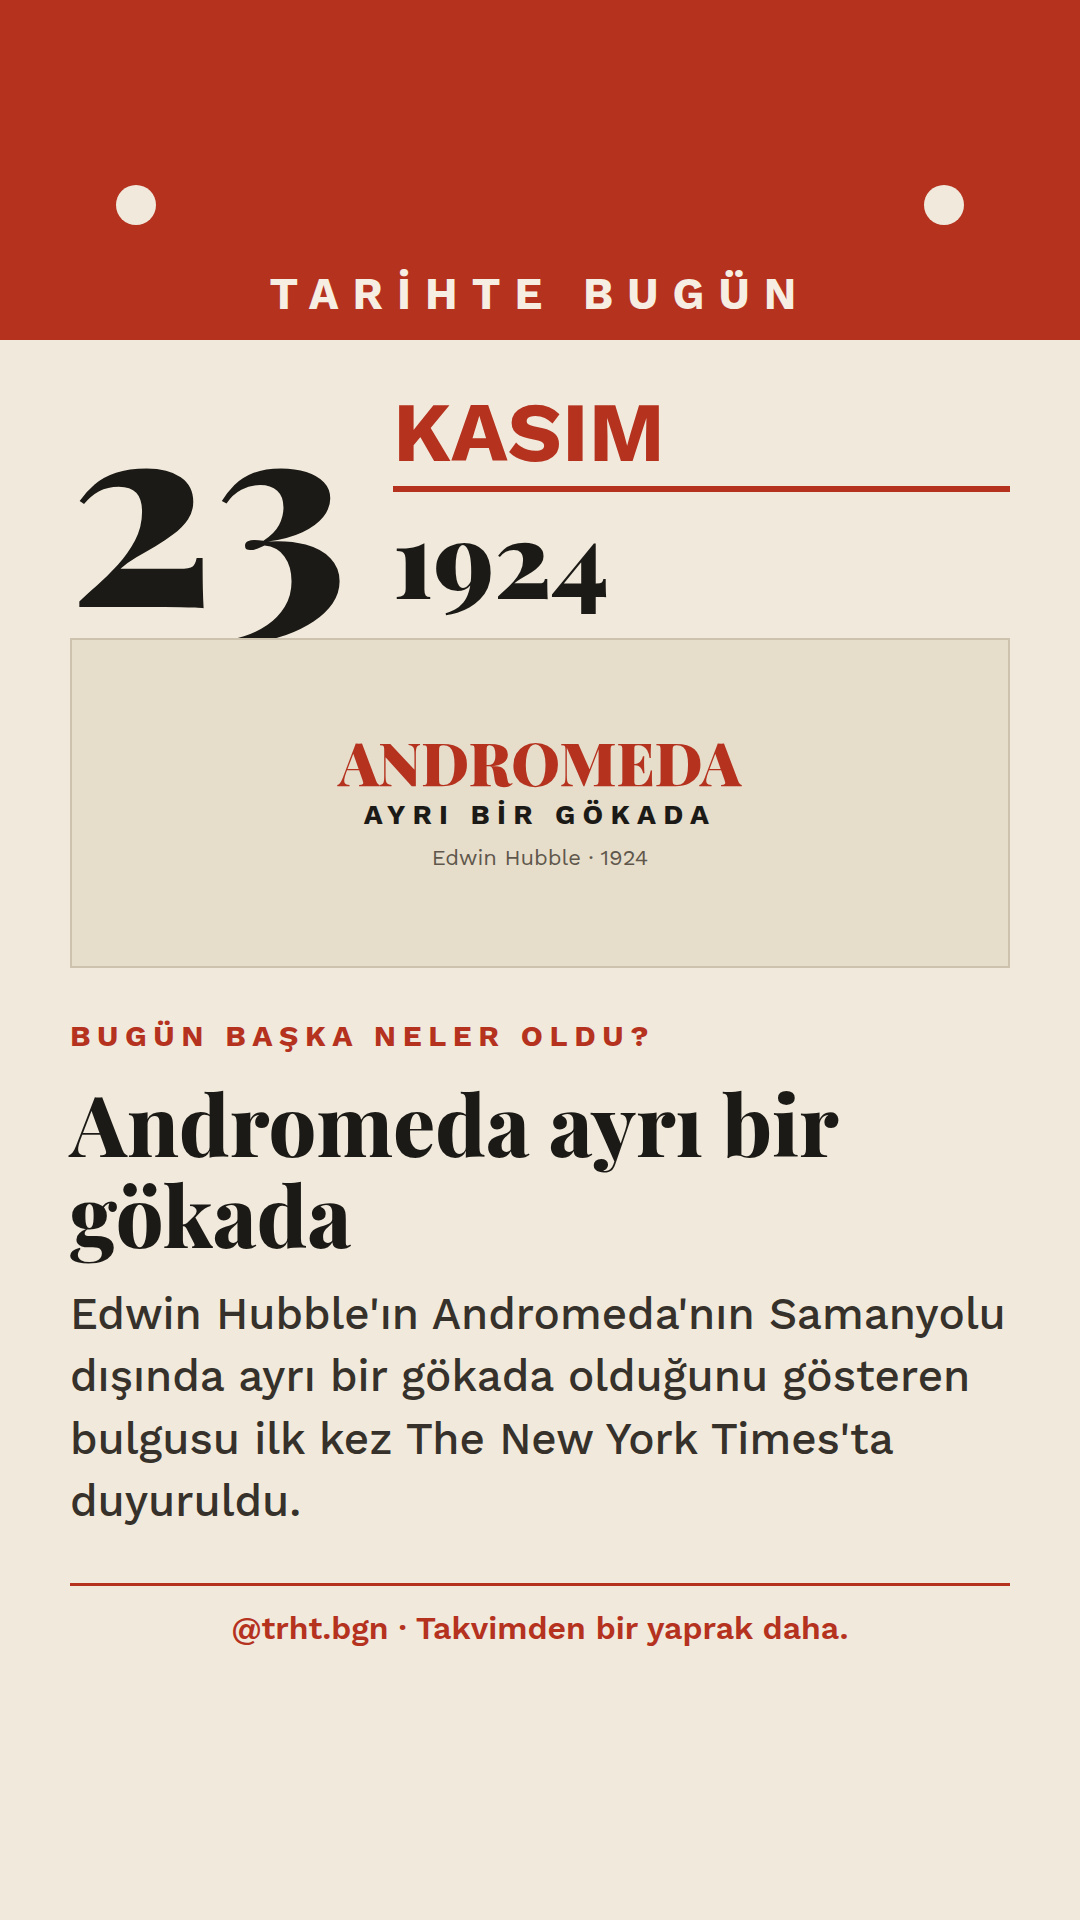 TARİHTE BUGÜN
23
KASIM
1924
ANDROMEDA
AYRI BİR GÖKADA
Edwin Hubble · 1924
BUGÜN BAŞKA NELER OLDU?
Andromeda ayrı bir
gökada
Edwin Hubble'ın Andromeda'nın Samanyolu
dışında ayrı bir gökada olduğunu gösteren
bulgusu ilk kez The New York Times'ta
duyuruldu.
@trht.bgn · Takvimden bir yaprak daha.